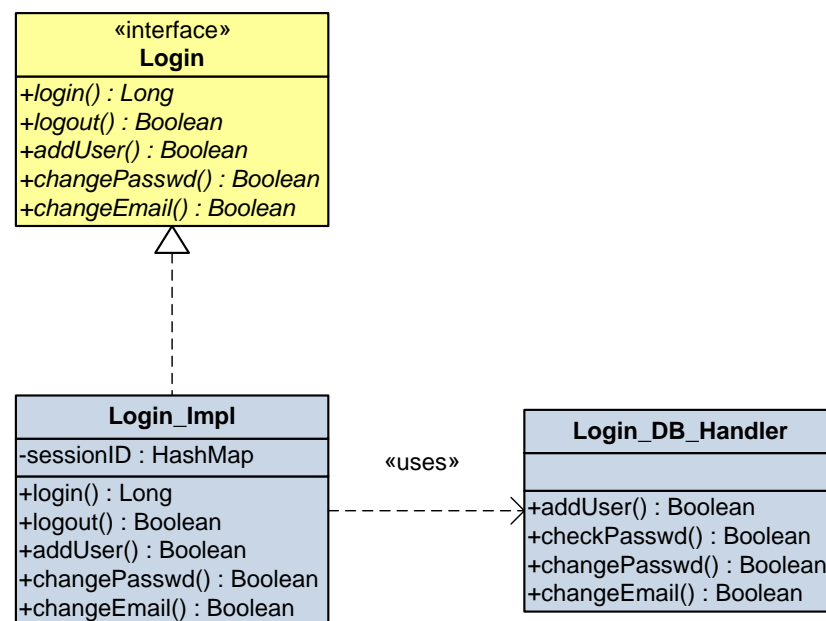 «interface»
Login
+login() : Long
+logout() : Boolean
+addUser() : Boolean
+changePasswd() : Boolean
+changeEmail() : Boolean
Login_Impl
-sessionID : HashMap
+login() : Long
+logout() : Boolean
+addUser() : Boolean
+changePasswd() : Boolean
+changeEmail() : Boolean
«uses»
Login_DB_Handler
+addUser() : Boolean
+checkPasswd() : Boolean
+changePasswd() : Boolean
+changeEmail() : Boolean